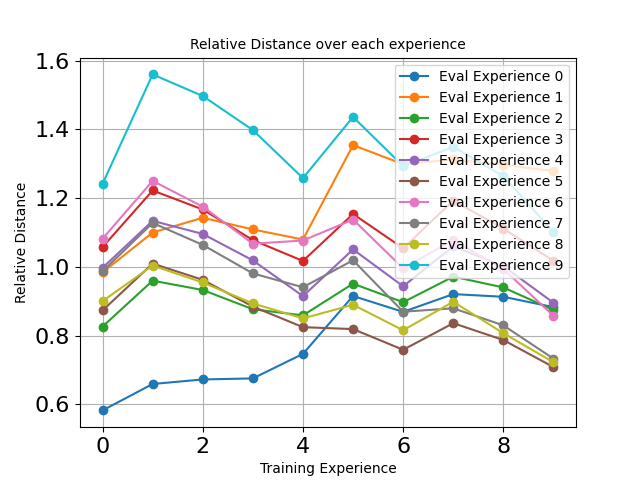 Relative Distance over each experience
1.6
1.4
1.2
1.0
0.8
0.6
Relative Distance
Eval Experience 0
Eval Experience 1
Eval Experience 2
Eval Experience 3
Eval Experience 4
Eval Experience 5
Eval Experience 6
Eval Experience 7
Eval Experience 8
Eval Experience 9
0 2 4 6 8
Training Experience